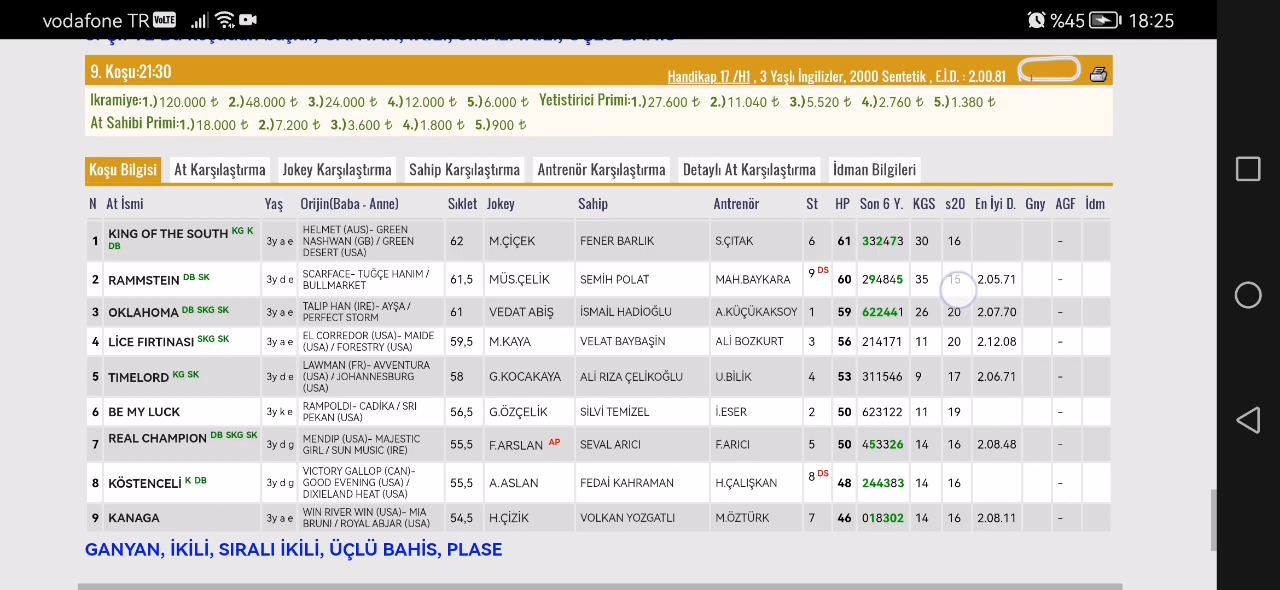 vodafone TR VoLTE %45 18:25
9. Koşu:21:30
Handikap 17 /H1 , 3 Yaşlı İngilizler, 2000 Sentetik , E.İ.D. : 2.00.81
Ikramiye:1.)120.000 ₺ 2.)48.000 ₺ 3.)24.000 ₺ 4.)12.000 ₺ 5.)6.000 ₺ Yetistirici Primi:1.)27.600 ₺ 2.)11.040 ₺ 3.)5.520 ₺ 4.)2.760 ₺ 5.)1.380 ₺
At Sahibi Primi:1.)18.000 ₺ 2.)7.200 ₺ 3.)3.600 ₺ 4.)1.800 ₺ 5.)900 ₺
Koşu Bilgisi At Karşılaştırma Jokey Karşılaştırma Sahip Karşılaştırma Antrenör Karşılaştırma Detaylı At Karşılaştırma İdman Bilgileri
N At İsmi Yaş Orijin(Baba - Anne) Sıklet Jokey Sahip Antrenör St HP Son 6 Y. KGS s20 En İyi D. Gny AGF İdm
1 KING OF THE SOUTH KG K DB 3y a e HELMET (AUS)- GREEN NASHWAN (GB) / GREEN DESERT (USA) 62 M.ÇİÇEK FENER BARLIK S.ÇITAK 6 61 332473 30 16 -
2 RAMMSTEIN DB SK 3y d e SCARFACE- TUĞÇE HANIM / BULLMARKET 61,5 MÜS.ÇELİK SEMİH POLAT MAH.BAYKARA 9 DS 60 294845 35 15 2.05.71 -
3 OKLAHOMA DB SKG SK 3y a e TALIP HAN (IRE)- AYŞA / PERFECT STORM 61 VEDAT ABİŞ İSMAİL HADİOĞLU A.KÜÇÜKAKSOY 1 59 622441 26 20 2.07.70 -
4 LİCE FIRTINASI SKG SK 3y a e EL CORREDOR (USA)- MAIDE (USA) / FORESTRY (USA) 59,5 M.KAYA VELAT BAYBAŞİN ALİ BOZKURT 3 56 214171 11 20 2.12.08 -
5 TIMELORD KG SK 3y d e LAWMAN (FR)- AVVENTURA (USA) / JOHANNESBURG (USA) 58 G.KOCAKAYA ALİ RIZA ÇELİKOĞLU U.BİLİK 4 53 311546 9 17 2.06.71 -
6 BE MY LUCK 3y k e RAMPOLDI- CADİKA / SRI PEKAN (USA) 56,5 G.ÖZÇELİK SİLVİ TEMİZEL İ.ESER 2 50 623122 11 19 -
7 REAL CHAMPION DB SKG SK 3y d g MENDIP (USA)- MAJESTIC GIRL / SUN MUSIC (IRE) 55,5 F.ARSLAN AP SEVAL ARICI F.ARICI 5 50 453326 14 16 2.08.48 -
8 KÖSTENCELİ K DB 3y d g VICTORY GALLOP (CAN)- GOOD EVENING (USA) / DIXIELAND HEAT (USA) 55,5 A.ASLAN FEDAİ KAHRAMAN H.ÇALIŞKAN 8 DS 48 244383 14 16 -
9 KANAGA 3y a e WIN RIVER WIN (USA)- MIA BRUNI / ROYAL ABJAR (USA) 54,5 H.ÇİZİK VOLKAN YOZGATLI M.ÖZTÜRK 7 46 018302 14 16 2.08.11 -
GANYAN, İKİLİ, SIRALI İKİLİ, ÜÇLÜ BAHİS, PLASE